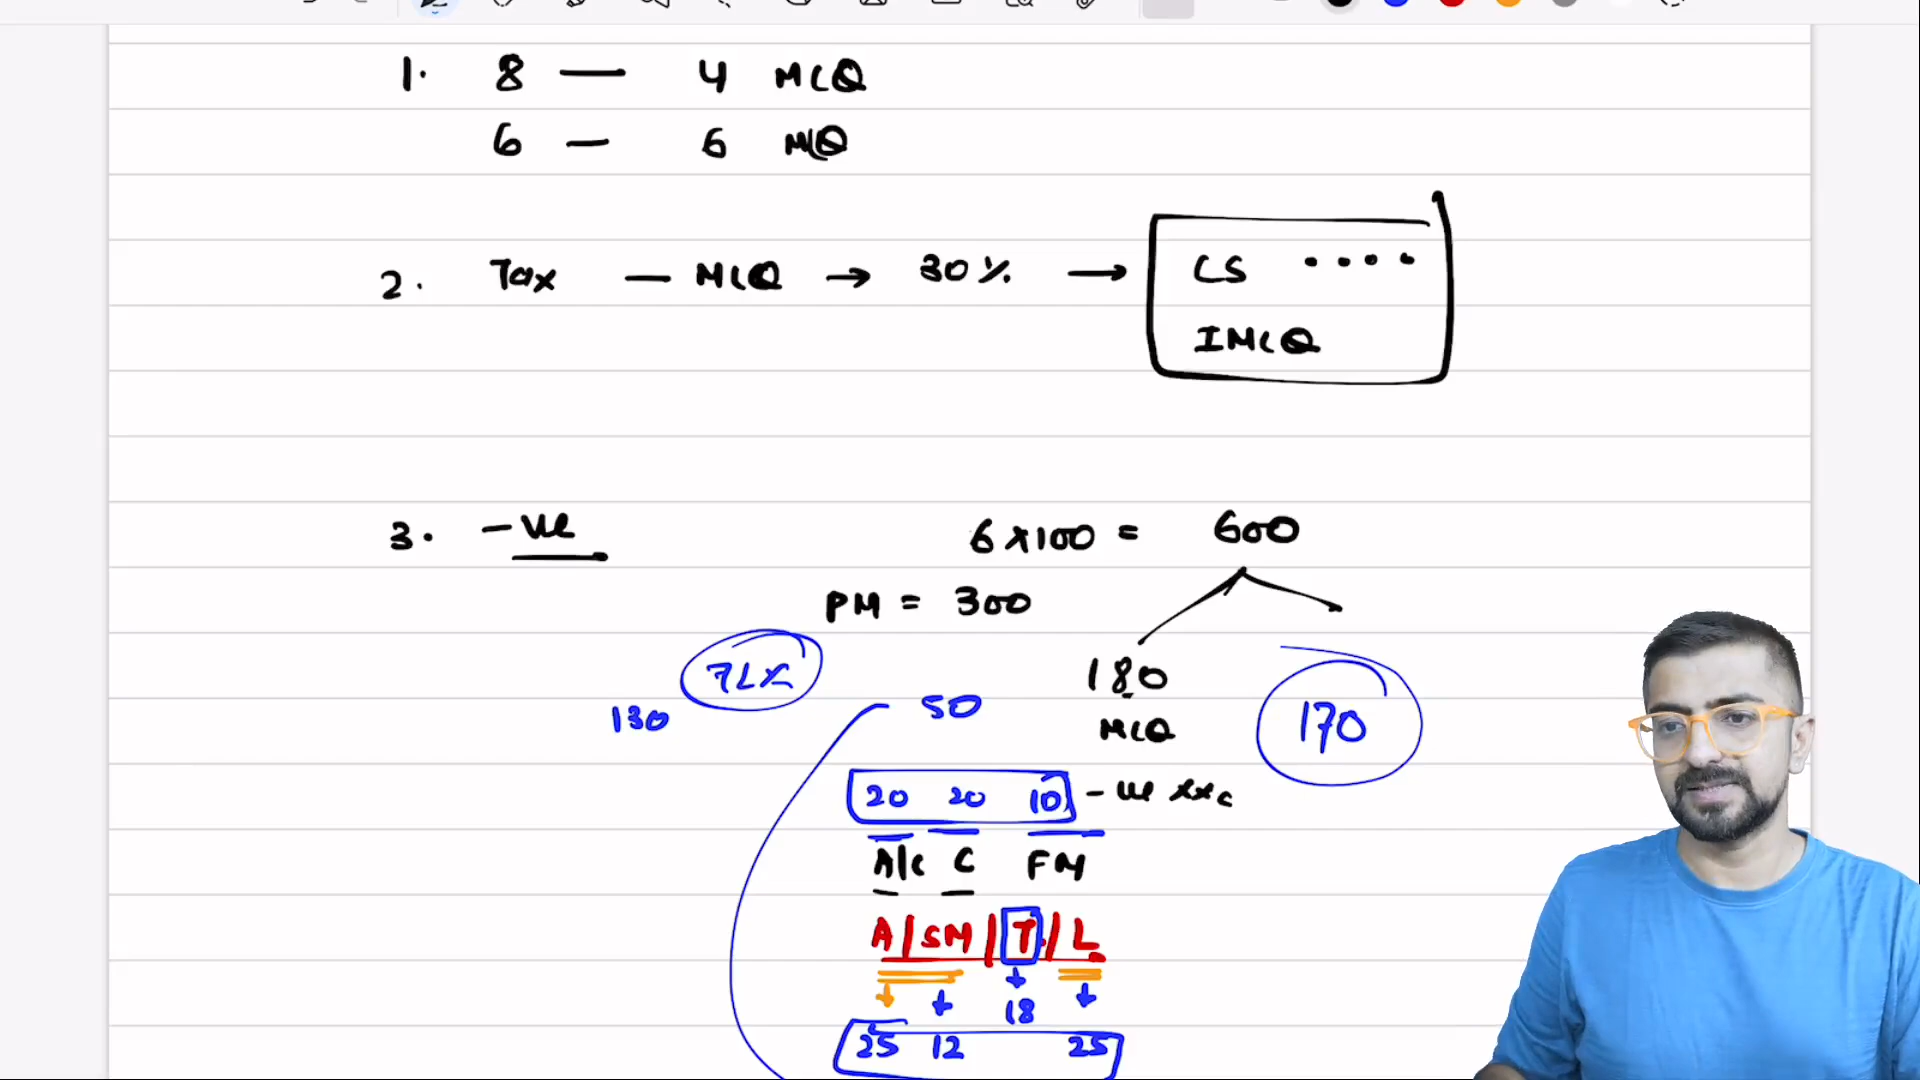 1. 8 — 4 MCQ
6 — 6 MCQ
2. Tax — MCQ → 30% → CS ....
IMCQ
3. -ve 6x100 = 600
PM = 300
72% 180 170
130 50 MCQ
20 20 10 -ve
A/c C FM
A/SM/T/L
18
25 12 25